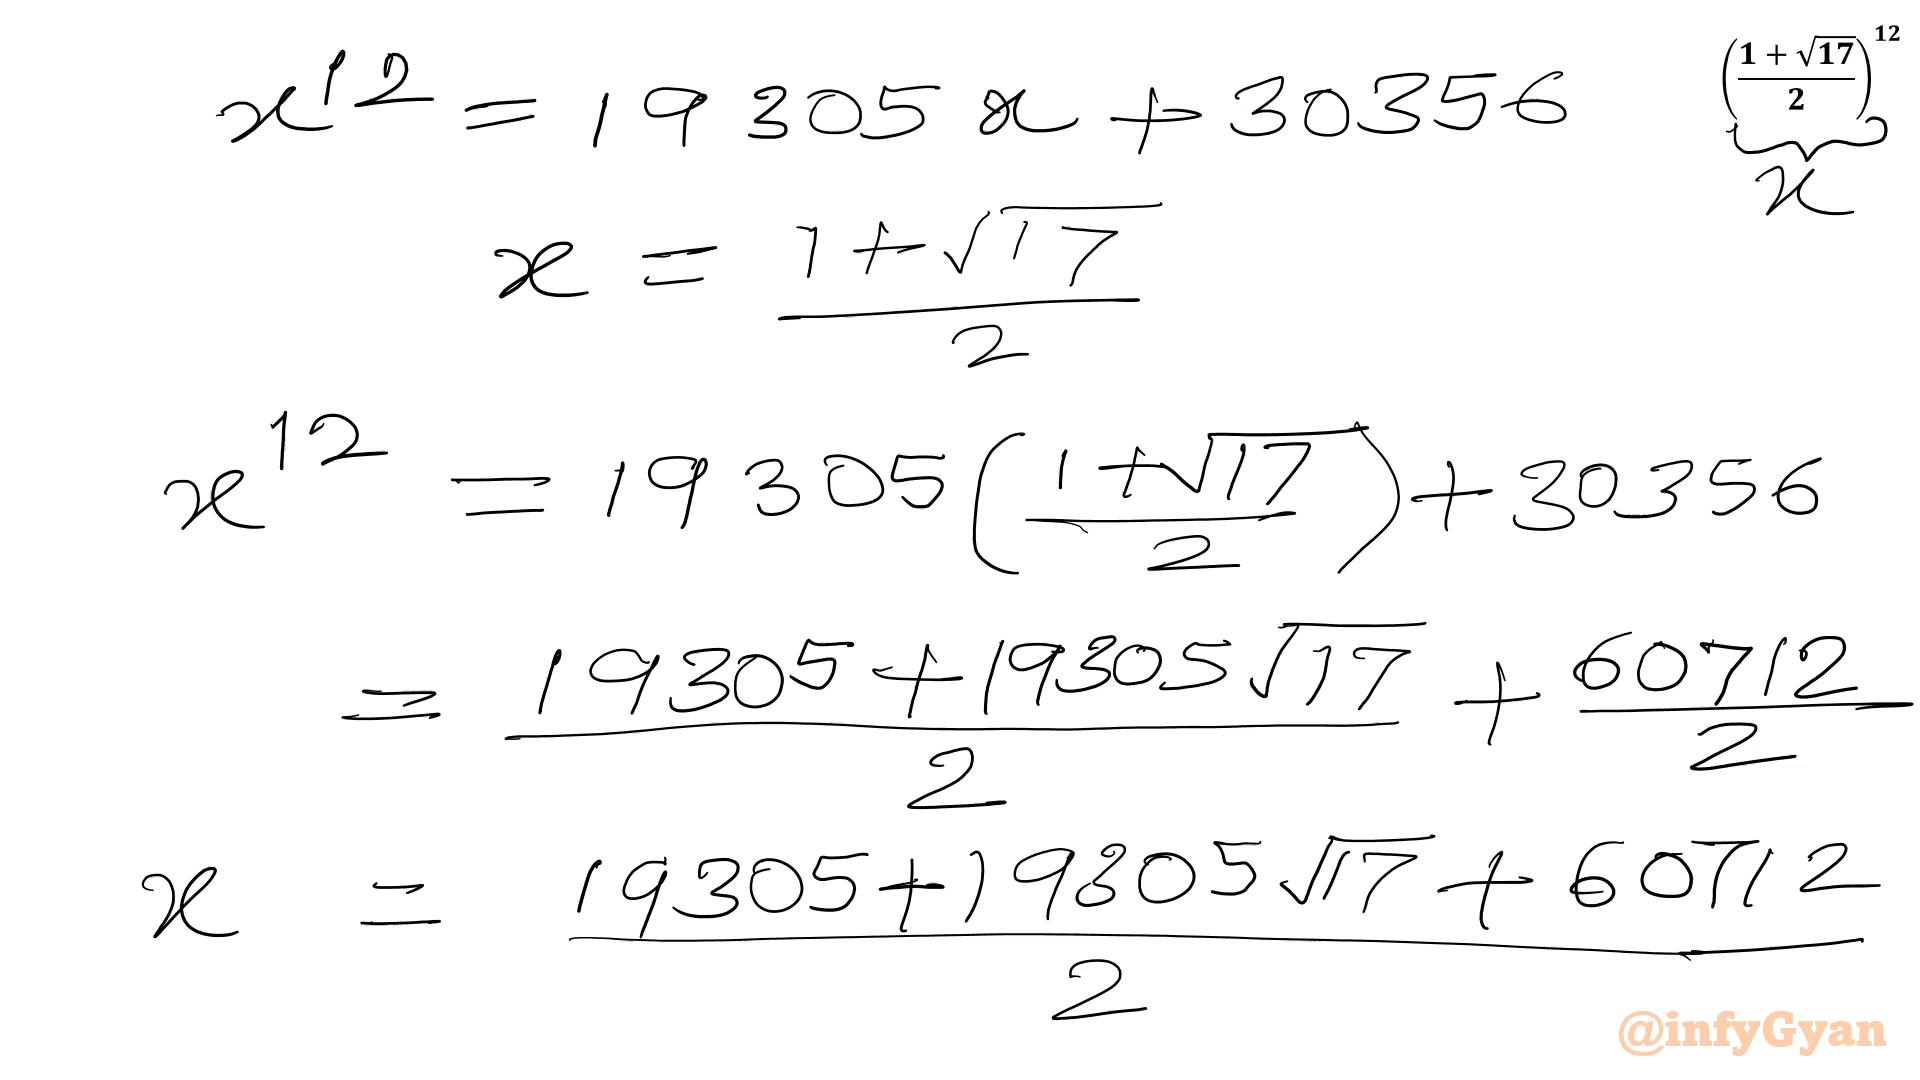 x^12 = 19305x + 30356
((1 + √17)/2)^12
x
x = (1+√17)/2
x^12 = 19305((1+√17)/2) + 30356
= (19305+19305√17)/2 + 60712/2
x = (19305+19305√17+60712)/2
@infyGyan